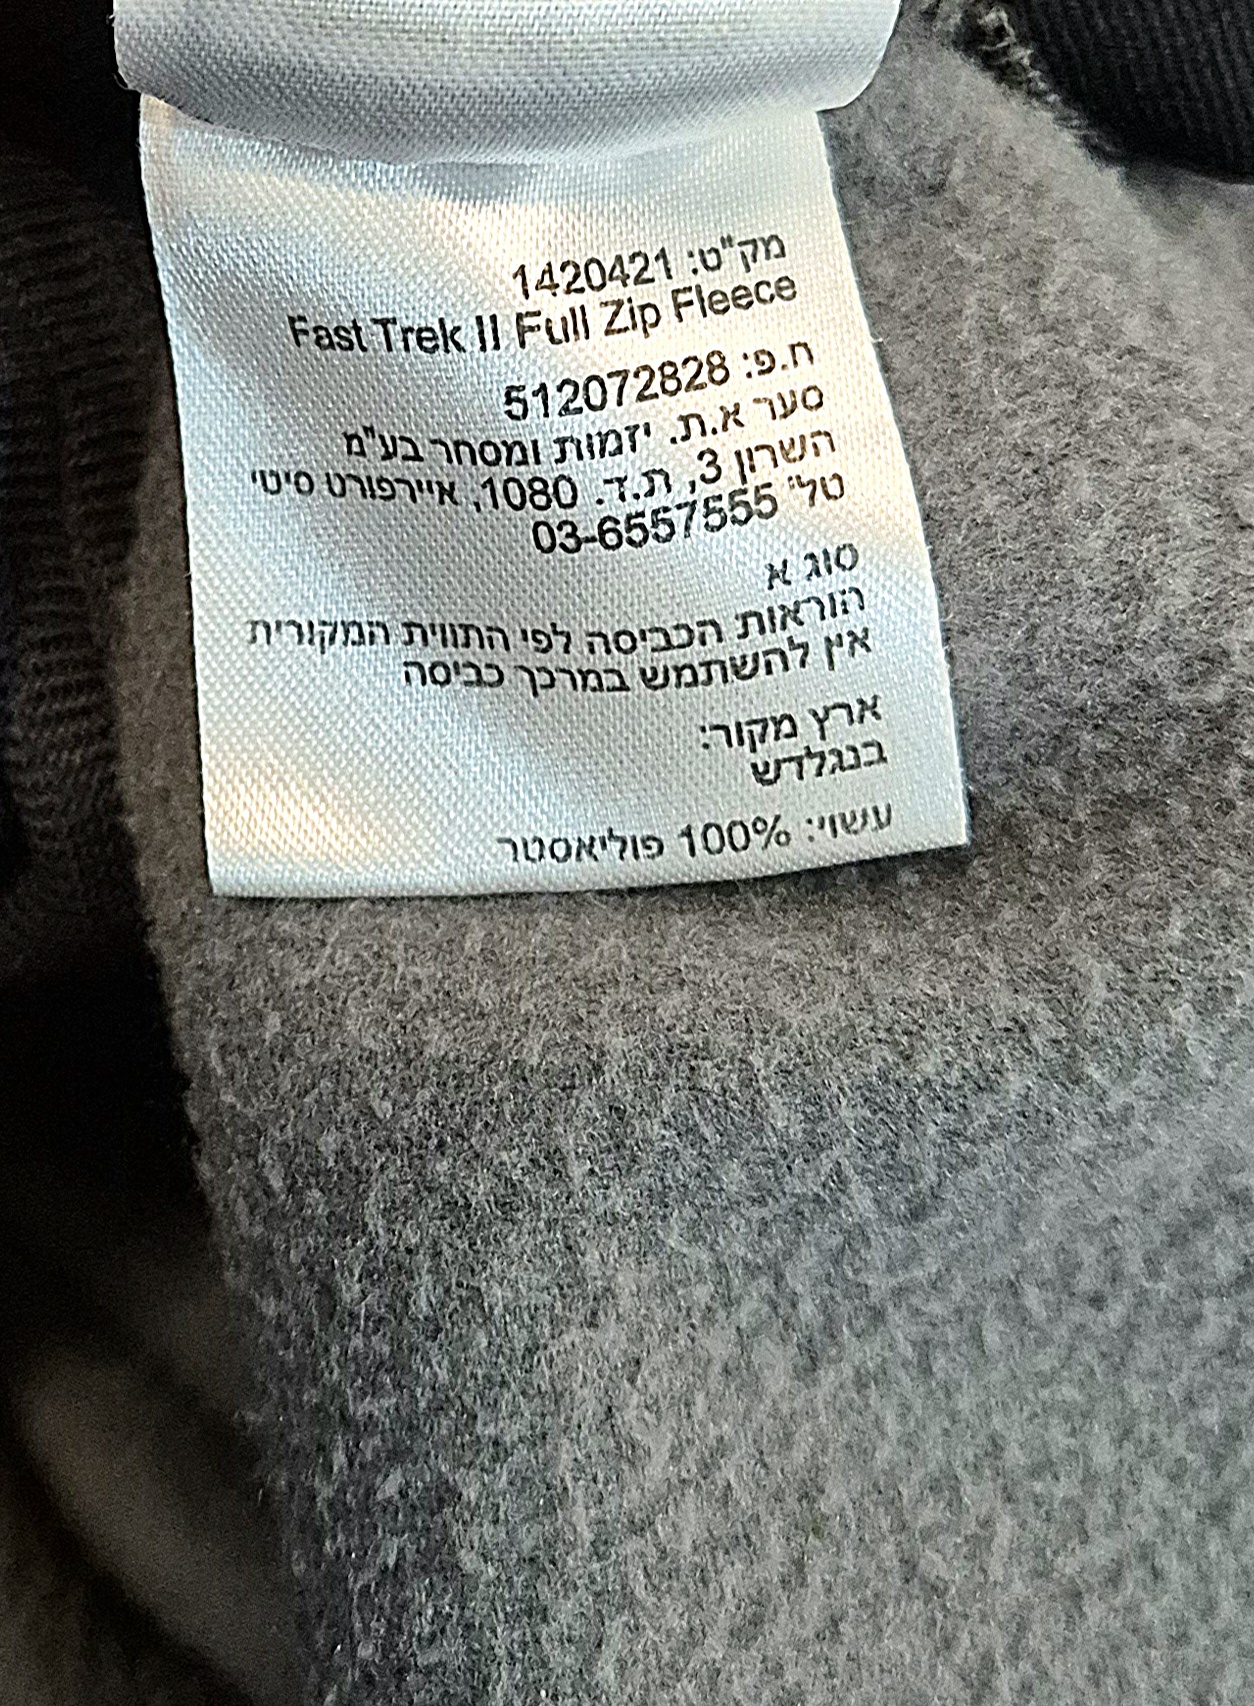 מק"ט: 1420421
Fast Trek II Full Zip Fleece
ח.פ: 512072828
סער א.ת. יזמות ומסחר בע"מ
השרון 3, ת.ד. 1080, איירפורט סיטי
טל' 03-6557555
סוג א
הוראות הכביסה לפי התווית המקורית
אין להשתמש במרכך כביסה
ארץ מקור:
בנגלדש
עשוי: 100% פוליאסטר